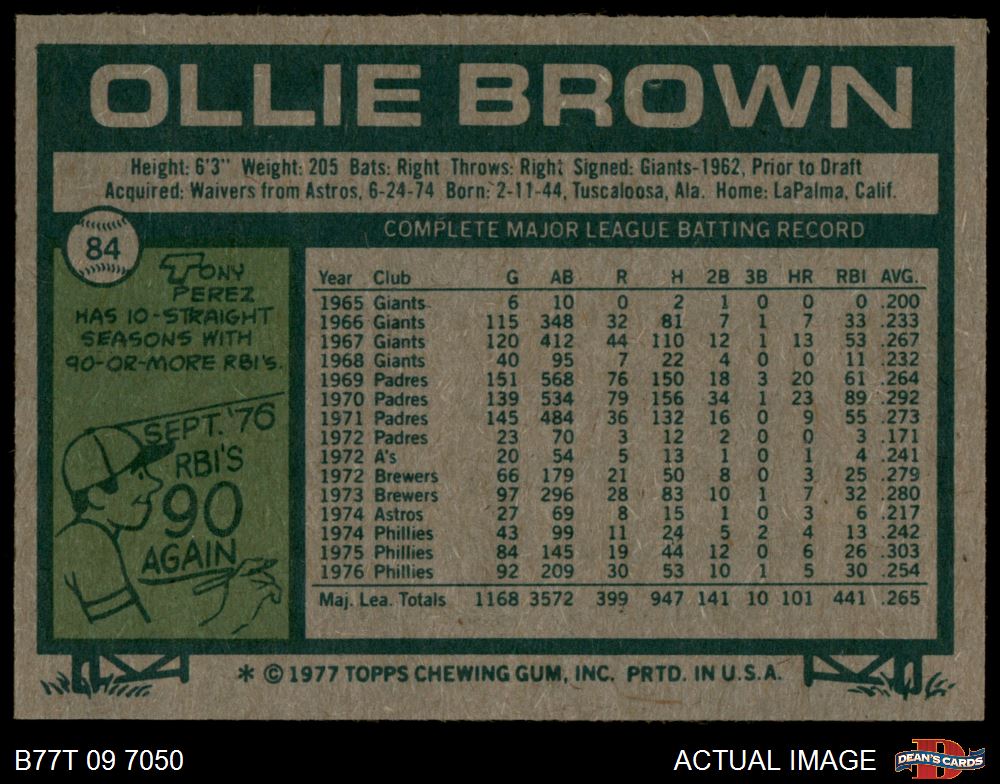 OLLIE BROWN
Height: 6'3" Weight: 205 Bats: Right Throws: Right Signed: Giants-1962, Prior to Draft
Acquired: Waivers from Astros, 6-24-74 Born: 2-11-44, Tuscaloosa, Ala. Home: LaPalma, Calif.
84
COMPLETE MAJOR LEAGUE BATTING RECORD
TONY
PEREZ
HAS 10-STRAIGHT
SEASONS WITH
90-OR-MORE RBI'S.
SEPT. '76
RBI'S
90
AGAIN
Year Club G AB R H 2B 3B HR RBI AVG.
1965 Giants 6 10 0 2 1 0 0 0 .200
1966 Giants 115 348 32 81 7 1 7 33 .233
1967 Giants 120 412 44 110 12 1 13 53 .267
1968 Giants 40 95 7 22 4 0 0 11 .232
1969 Padres 151 568 76 150 18 3 20 61 .264
1970 Padres 139 534 79 156 34 1 23 89 .292
1971 Padres 145 484 36 132 16 0 9 55 .273
1972 Padres 23 70 3 12 2 0 0 3 .171
1972 A's 20 54 5 13 1 0 1 4 .241
1972 Brewers 66 179 21 50 8 0 3 25 .279
1973 Brewers 97 296 28 83 10 1 7 32 .280
1974 Astros 27 69 8 15 1 0 3 6 .217
1974 Phillies 43 99 11 24 5 2 4 13 .242
1975 Phillies 84 145 19 44 12 0 6 26 .303
1976 Phillies 92 209 30 53 10 1 5 30 .254
Maj. Lea. Totals 1168 3572 399 947 141 10 101 441 .265
* © 1977 TOPPS CHEWING GUM, INC. PRTD. IN U.S.A.
B77T 09 7050
ACTUAL IMAGE
DEAN'S CARDS